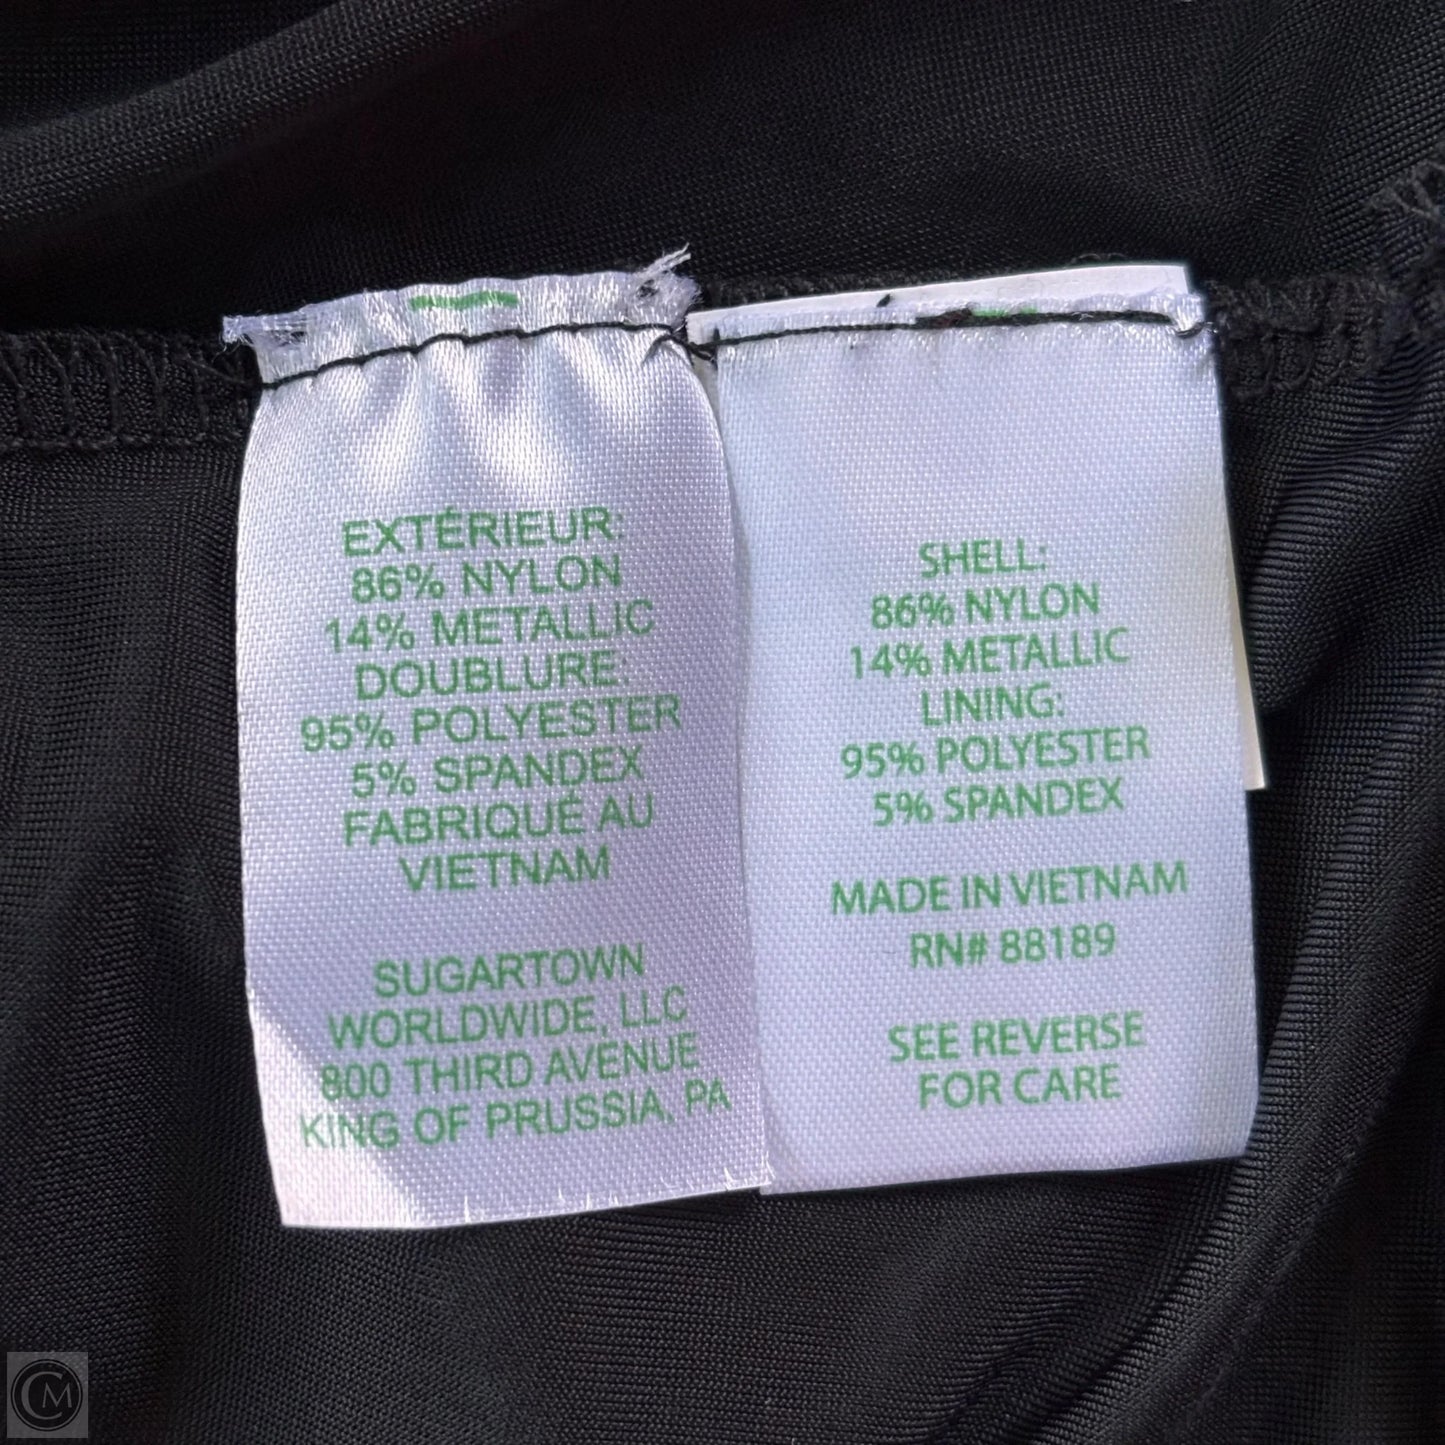 EXTÉRIEUR:
86% NYLON
14% METALLIC
DOUBLURE:
95% POLYESTER
5% SPANDEX
FABRIQUÉ AU
VIETNAM
SUGARTOWN
WORLDWIDE, LLC
800 THIRD AVENUE
KING OF PRUSSIA, PA
SHELL:
86% NYLON
14% METALLIC
LINING:
95% POLYESTER
5% SPANDEX
MADE IN VIETNAM
RN# 88189
SEE REVERSE
FOR CARE
CM